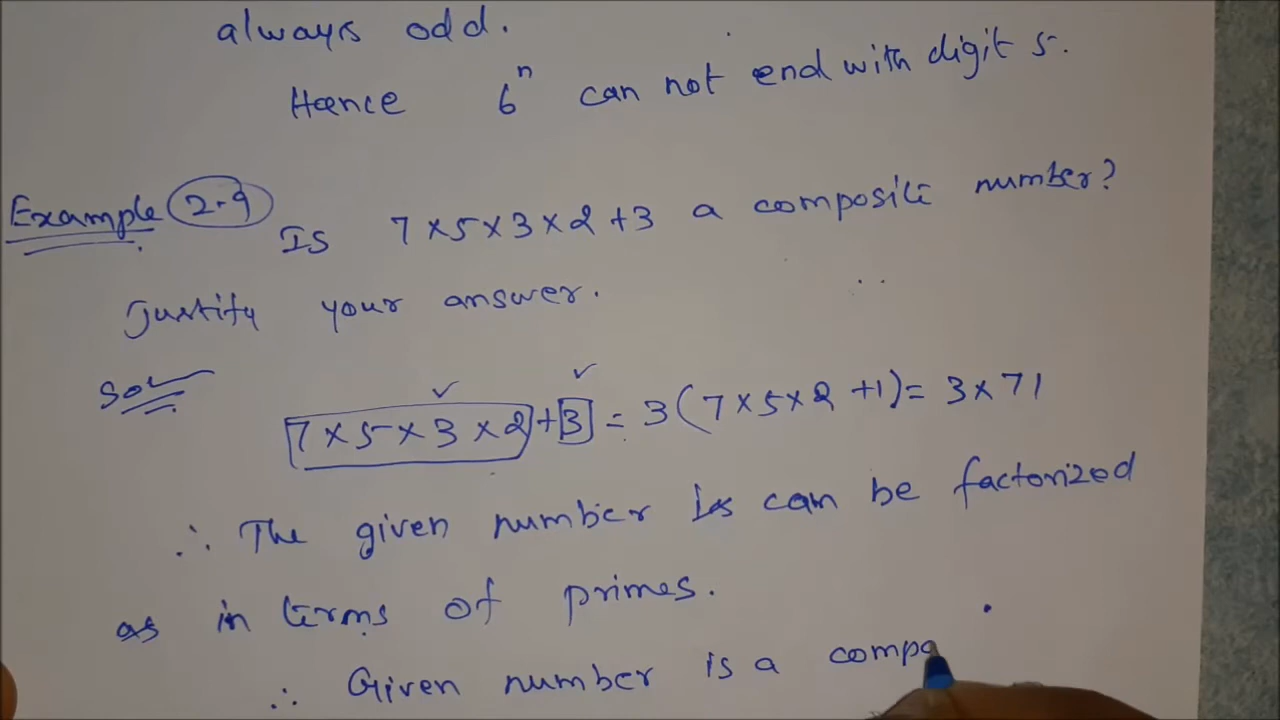 always odd.
Hence 6ⁿ can not end with digit 5.
Example 2.9 Is 7×5×3×2+3 a composite number?
Justify your answer.
Sol
7×5×3×2+3 = 3(7×5×2+1)= 3×71
∴ The given number is can be factorized
as in terms of primes.
∴ Given number is a compo